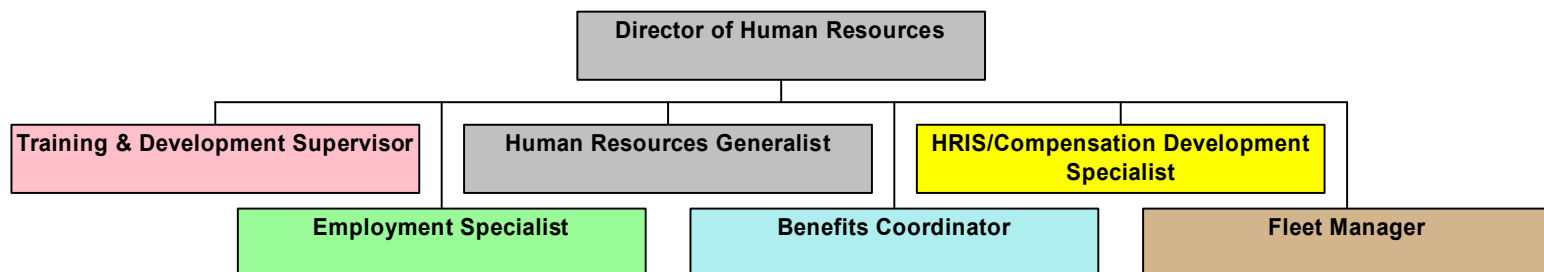 Director of Human Resources
Training & Development Supervisor
Human Resources Generalist
HRIS/Compensation Development
Specialist
Employment Specialist
Benefits Coordinator
Fleet Manager